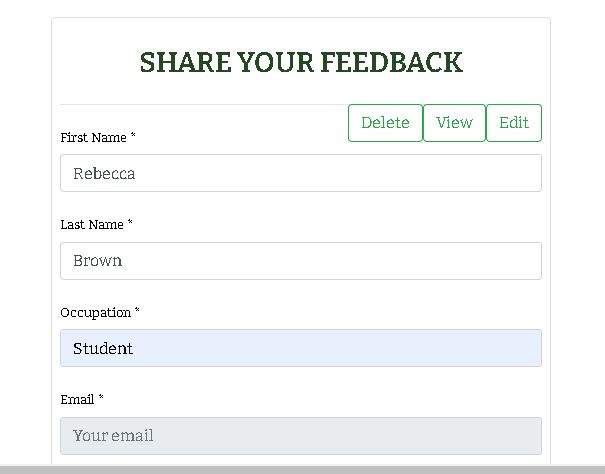 SHARE YOUR FEEDBACK
Delete View Edit
First Name *
Rebecca
Last Name *
Brown
Occupation *
Student
Email *
Your email